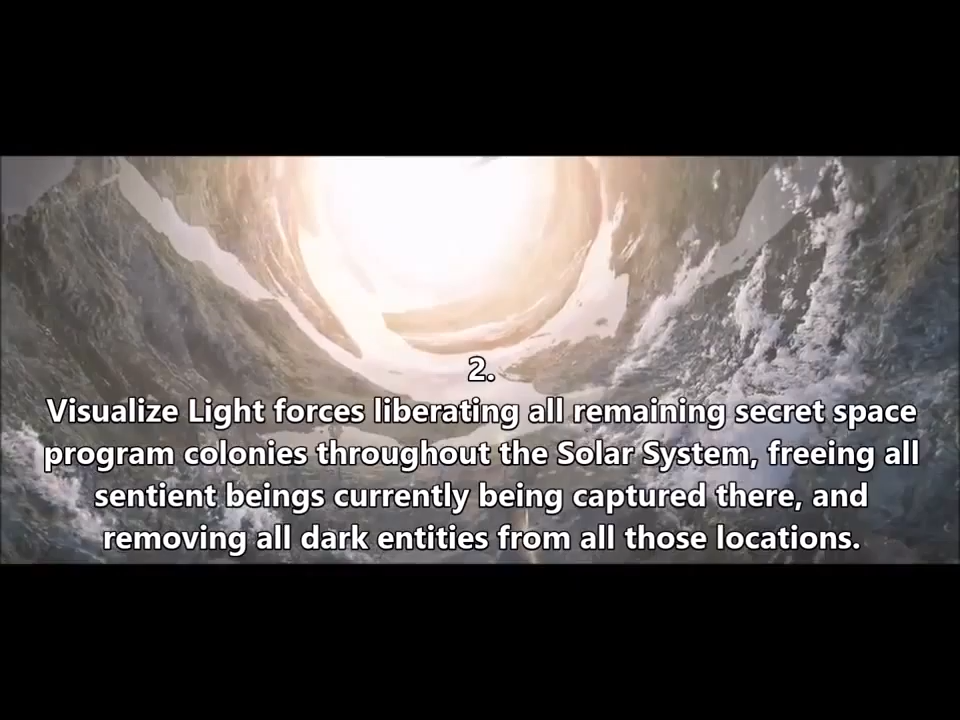 2.
Visualize Light forces liberating all remaining secret space
program colonies throughout the Solar System, freeing all
sentient beings currently being captured there, and
removing all dark entities from all those locations.